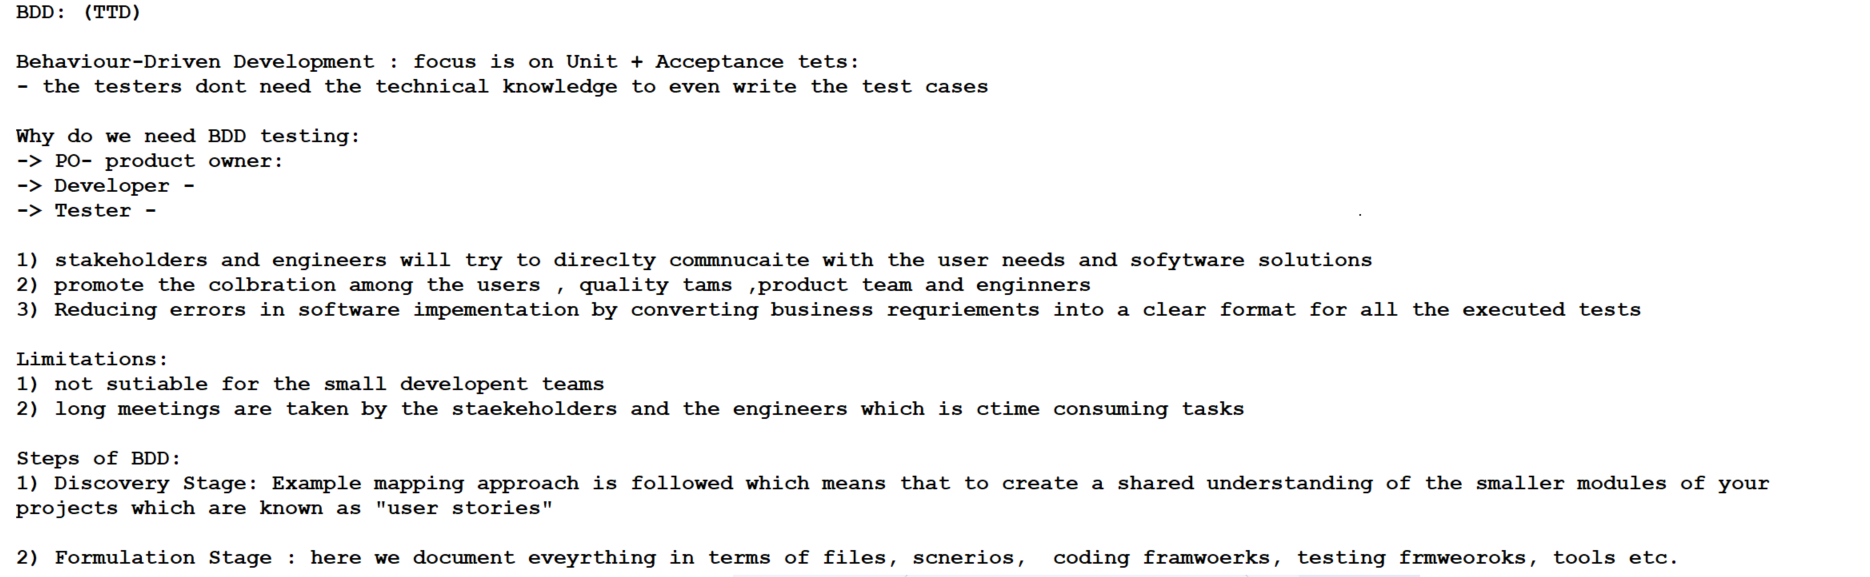 BDD: (TTD)
Behaviour-Driven Development : focus is on Unit + Acceptance tets:
- the testers dont need the technical knowledge to even write the test cases
Why do we need BDD testing:
-> PO- product owner:
-> Developer -
-> Tester -
1) stakeholders and engineers will try to direclty commnucaite with the user needs and sofytware solutions
2) promote the colbration among the users , quality tams ,product team and enginners
3) Reducing errors in software impementation by converting business requriements into a clear format for all the executed tests
Limitations:
1) not sutiable for the small developent teams
2) long meetings are taken by the staekeholders and the engineers which is ctime consuming tasks
Steps of BDD:
1) Discovery Stage: Example mapping approach is followed which means that to create a shared understanding of the smaller modules of your
projects which are known as "user stories"
2) Formulation Stage : here we document eveyrthing in terms of files, scnerios,  coding framwoerks, testing frmweoroks, tools etc.